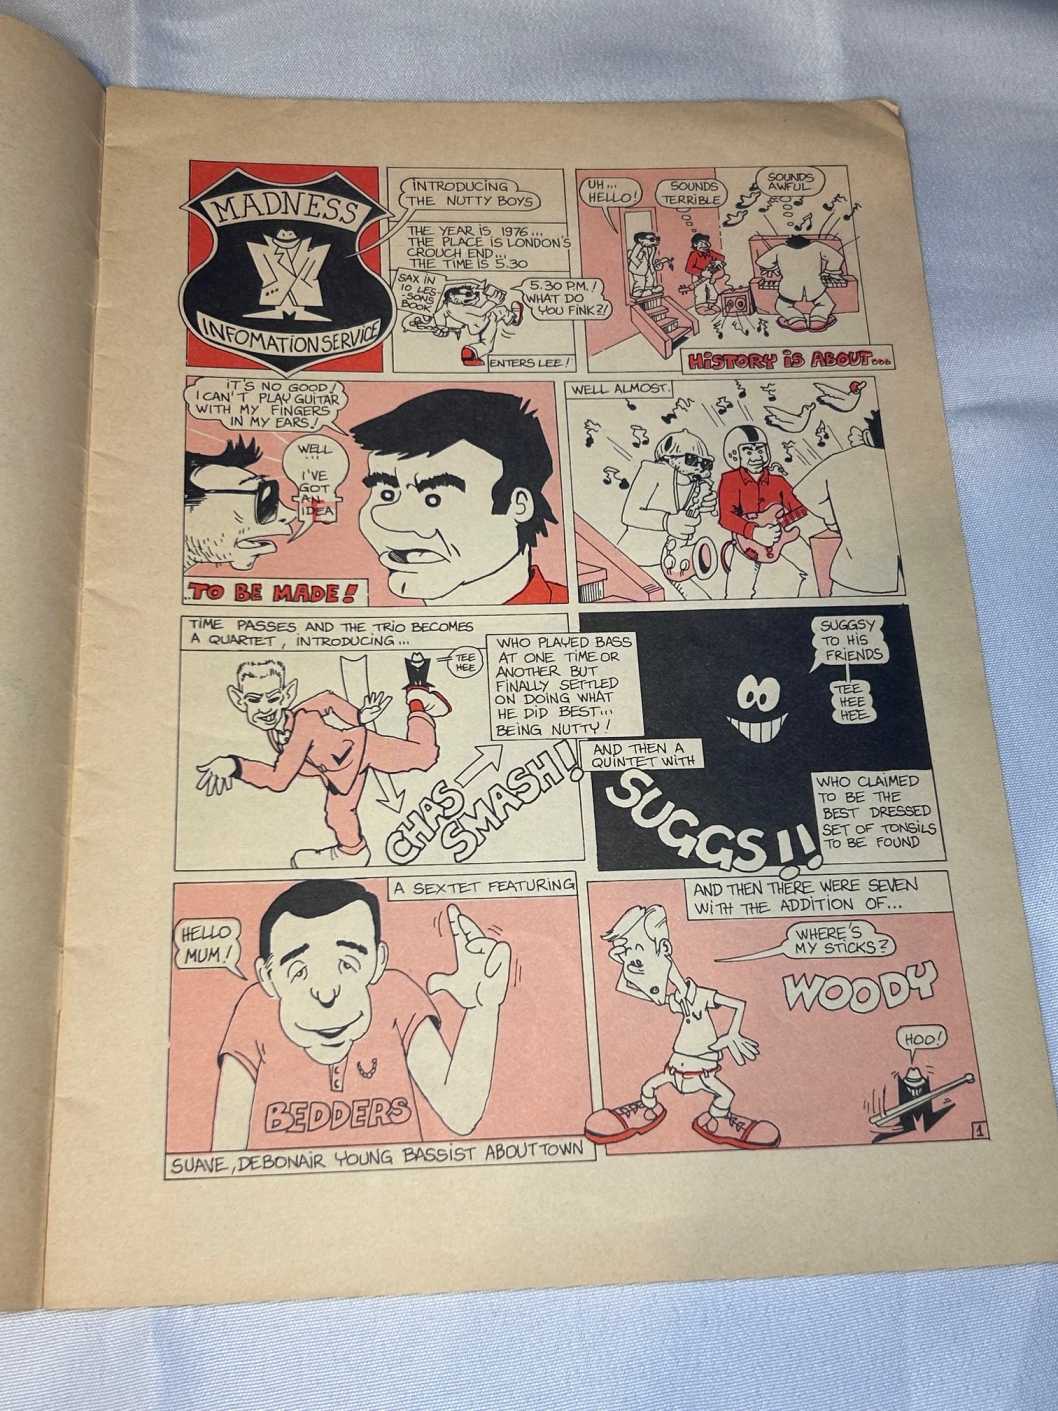 MADNESS
INFOMATION SERVICE
INTRODUCING
THE NUTTY BOYS
THE YEAR IS 1976...
THE PLACE IS LONDON'S
CROUCH END...
THE TIME IS 5.30
SAX IN
10 LES
SONS
BOOK
5.30 P.M.!
WHAT DO
YOU FINK?!
ENTERS LEE!
UH...
HELLO!
SOUNDS
TERRIBLE
SOUNDS
AWFUL
HISTORY IS ABOUT...
IT'S NO GOOD!
I CAN'T PLAY GUITAR
WITH MY FINGERS
IN MY EARS!
WELL
...
I'VE
GOT
AN
IDEA
..TO BE MADE!
WELL ALMOST.
TIME PASSES AND THE TRIO BECOMES
A QUARTET, INTRODUCING...
TEE
HEE
WHO PLAYED BASS
AT ONE TIME OR
ANOTHER BUT
FINALLY SETTLED
ON DOING WHAT
HE DID BEST...
BEING NUTTY!
CHAS
SMASH!!
AND THEN A
QUINTET WITH
SUGGS!!
SUGGSY
TO HIS
FRIENDS
TEE
HEE
HEE
WHO CLAIMED
TO BE THE
BEST DRESSED
SET OF TONSILS
TO BE FOUND
A SEXTET FEATURING
HELLO
MUM!
BEDDERS
SUAVE, DEBONAIR YOUNG BASSIST ABOUT TOWN
AND THEN THERE WERE SEVEN
WITH THE ADDITION OF...
WHERE'S
MY STICKS?
WOODY
HOO!
M
1